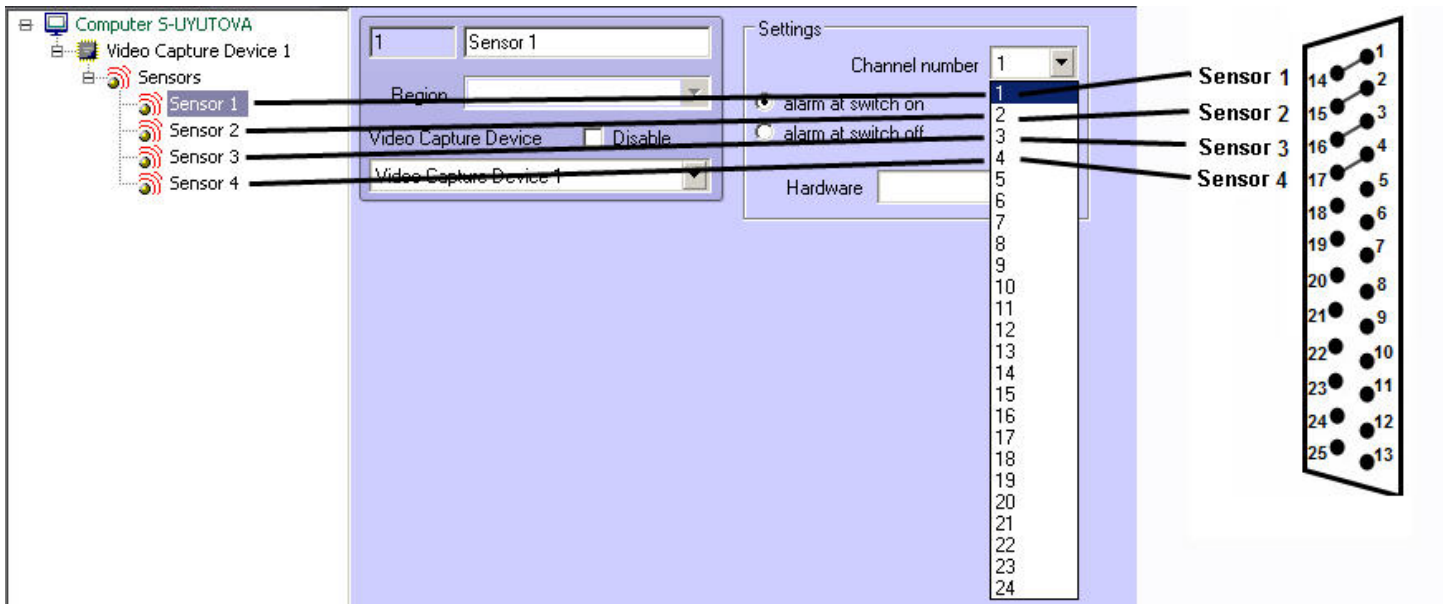 Computer S-UYUTOVA
Video Capture Device 1
Sensors
Sensor 1
Sensor 2
Sensor 3
Sensor 4
1
Sensor 1
Region
Video Capture Device
Disable
Video Capture Device 1
Settings
Channel number
1
alarm at switch on
alarm at switch off
Hardware
1
2
3
4
5
6
7
8
9
10
11
12
13
14
15
16
17
18
19
20
21
22
23
24
Sensor 1
Sensor 2
Sensor 3
Sensor 4
1
14
2
15
3
16
4
17
5
18
6
19
7
20
8
21
9
22
10
23
11
24
12
25
13